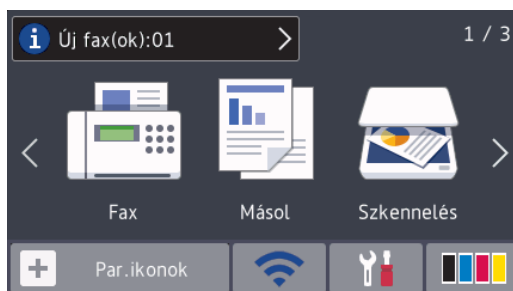 i Új fax(ok):01
1 / 3
Fax
Másol
Szkennelés
Par.ikonok